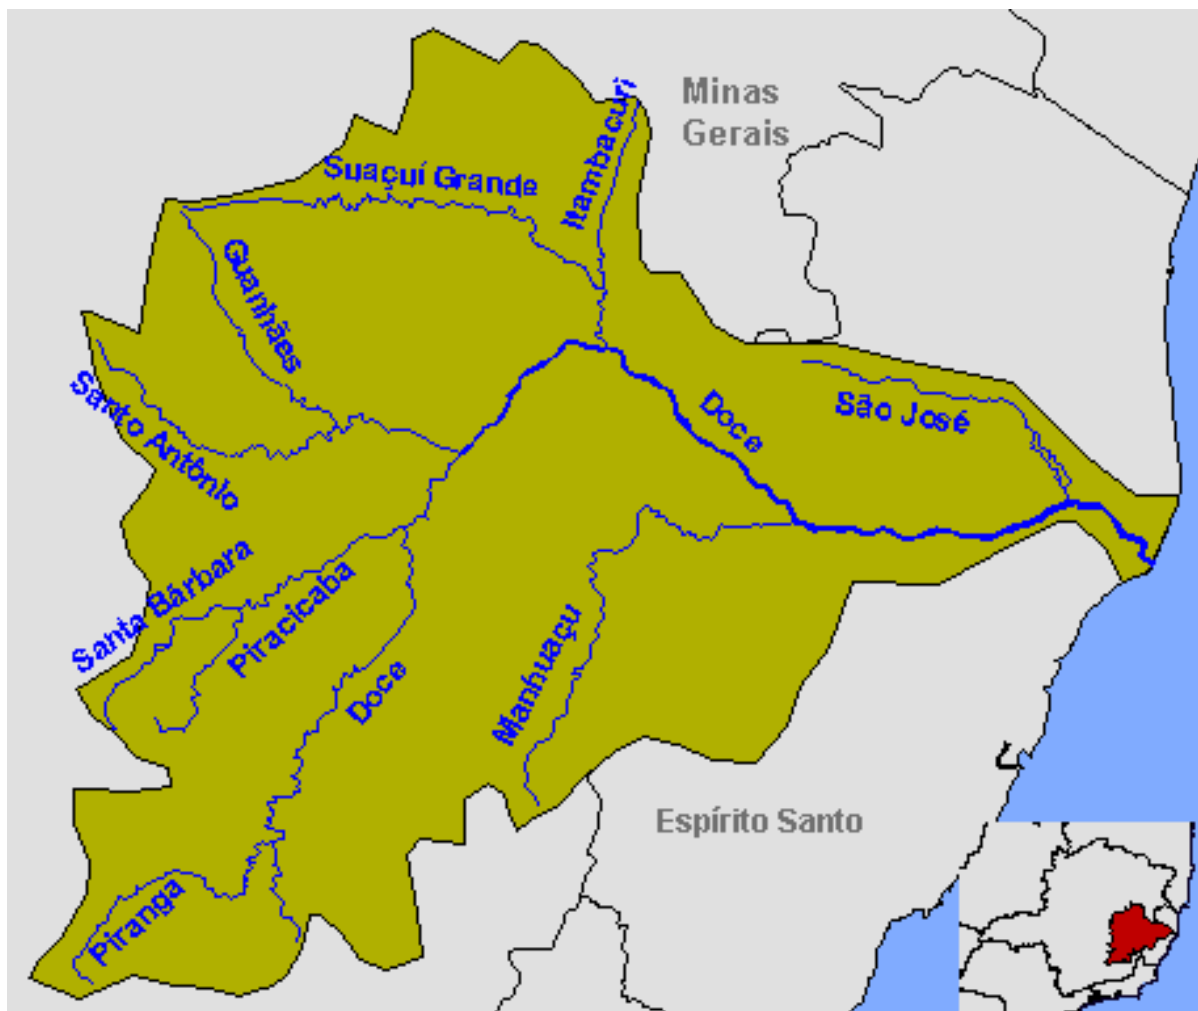 Minas
Gerais
Itambacuri
Suaçuí Grande
Guanhães
Santo Antônio
Doce
São José
Santa Bárbara
Piracicaba
Doce
Manhuaçu
Espírito Santo
Piranga